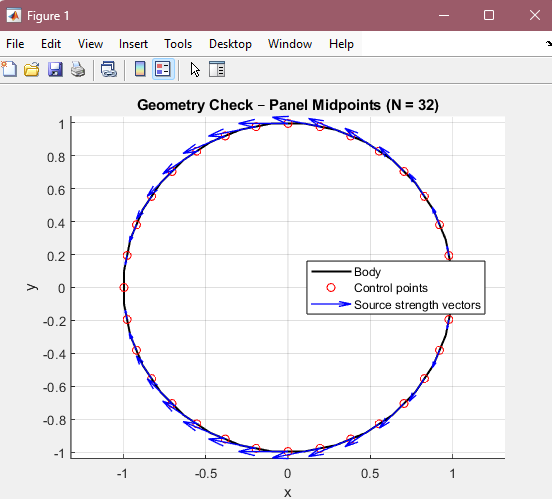 Figure 1
File Edit View Insert Tools Desktop Window Help
Geometry Check – Panel Midpoints (N = 32)
1
0.8
0.6
0.4
0.2
0
-0.2
-0.4
-0.6
-0.8
-1
y
Body
Control points
Source strength vectors
-1 -0.5 0 0.5 1
x